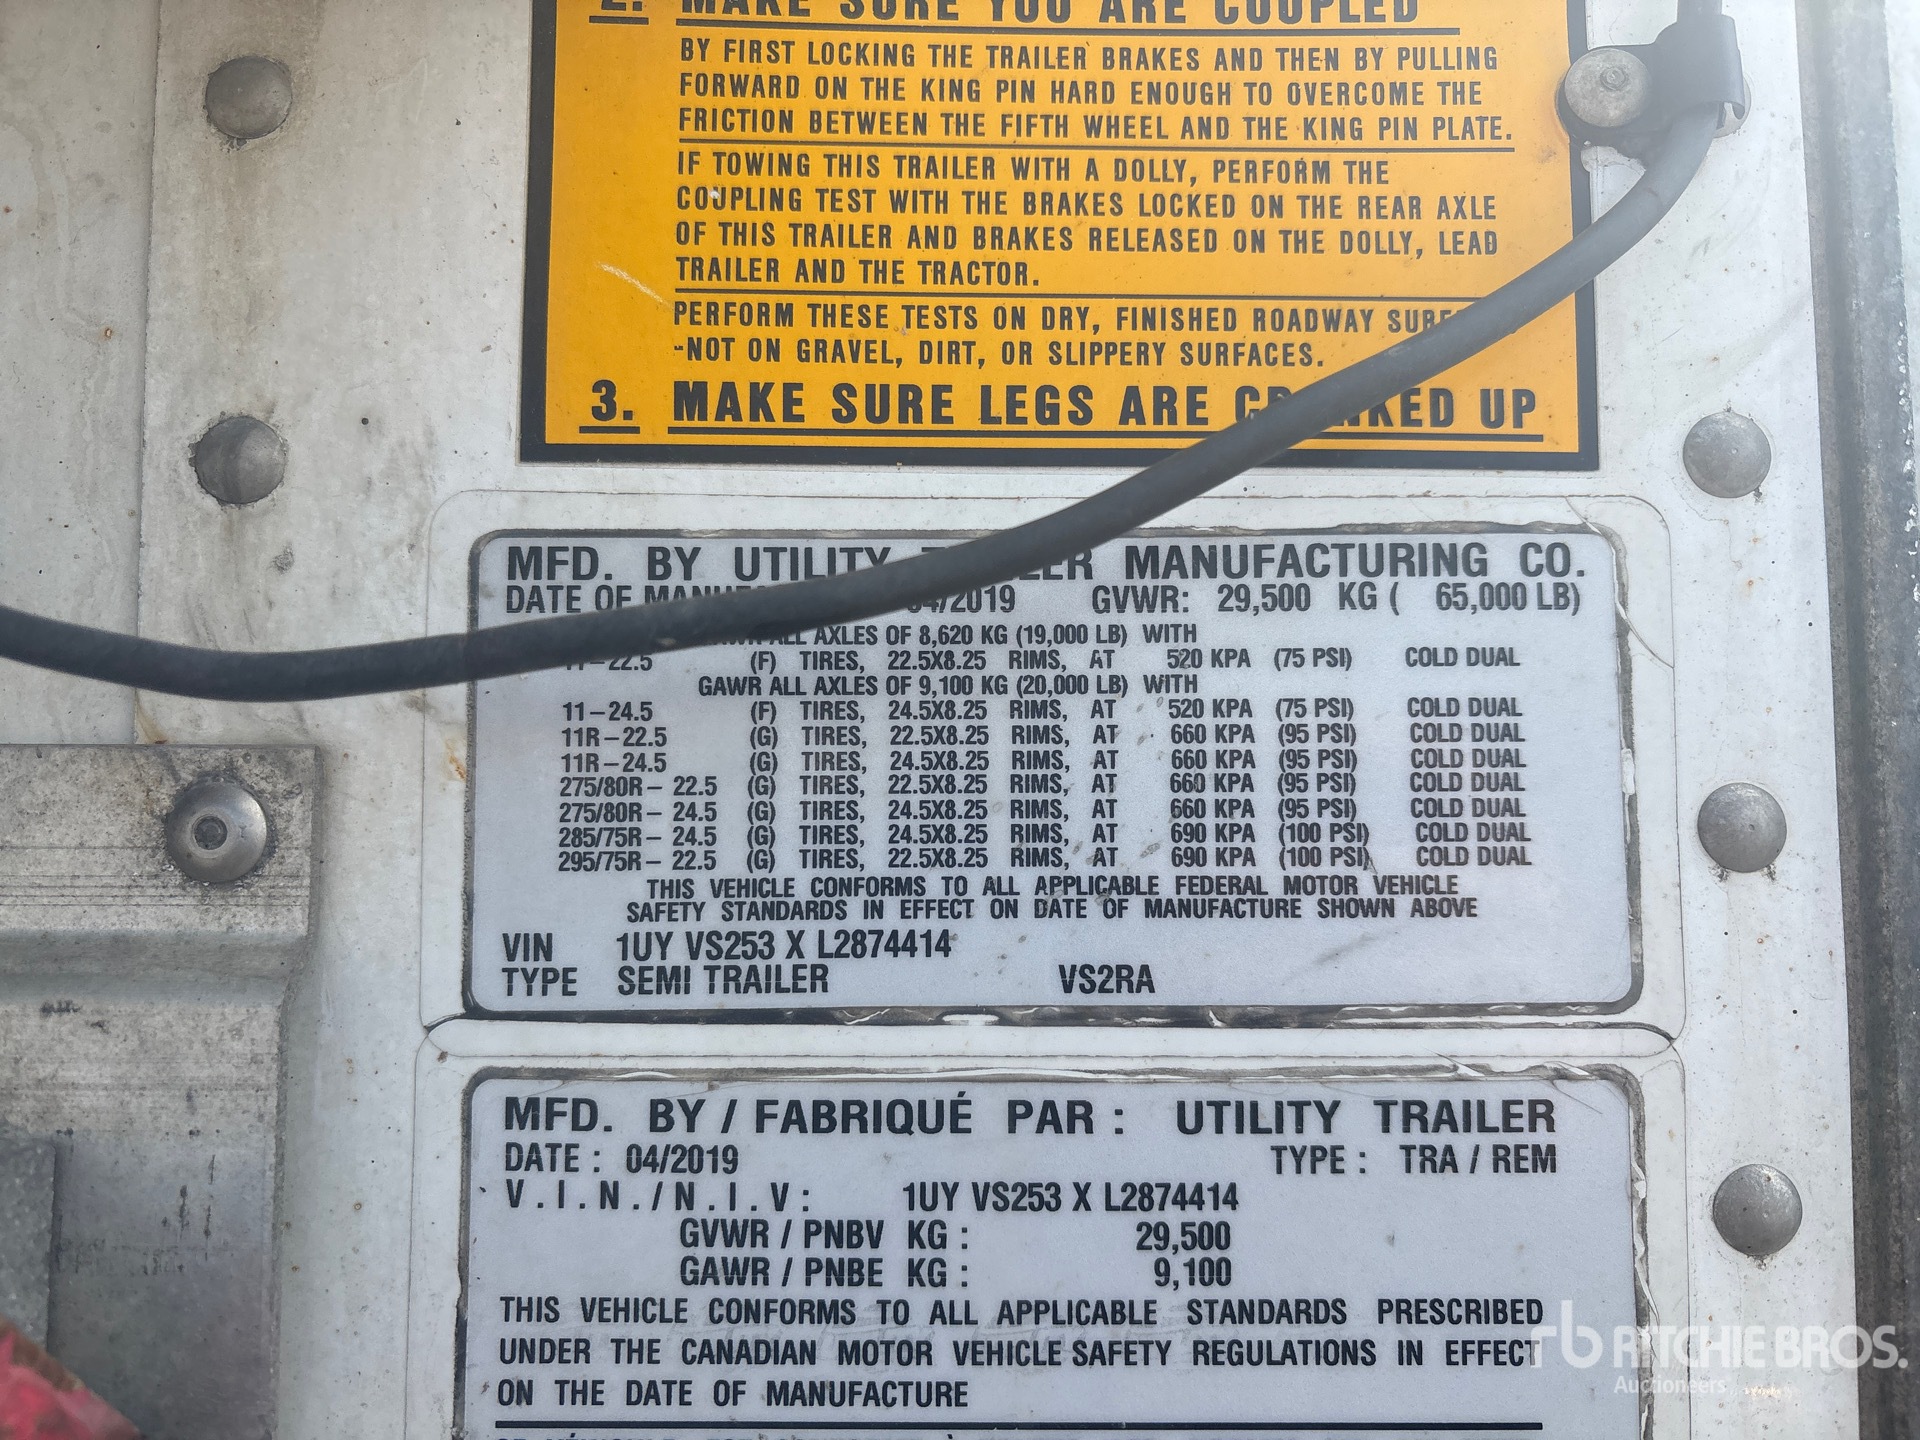 2. MAKE SURE YOU ARE COUPLED
BY FIRST LOCKING THE TRAILER BRAKES AND THEN BY PULLING
FORWARD ON THE KING PIN HARD ENOUGH TO OVERCOME THE
FRICTION BETWEEN THE FIFTH WHEEL AND THE KING PIN PLATE.
IF TOWING THIS TRAILER WITH A DOLLY, PERFORM THE
COUPLING TEST WITH THE BRAKES LOCKED ON THE REAR AXLE
OF THIS TRAILER AND BRAKES RELEASED ON THE DOLLY, LEAD
TRAILER AND THE TRACTOR.
PERFORM THESE TESTS ON DRY, FINISHED ROADWAY
-NOT ON GRAVEL, DIRT, OR SLIPPERY SURFACES.
3. MAKE SURE LEGS ARE CRANKED UP
MFD. BY UTILITY TRAILER MANUFACTURING CO.
DATE OF 04/2019 GVWR: 29,500 KG ( 65,000 LB)
GAWR ALL AXLES OF 8,620 KG (19,000 LB) WITH
11-22.5 (F) TIRES, 22.5X8.25 RIMS, AT 520 KPA (75 PSI) COLD DUAL
GAWR ALL AXLES OF 9,100 KG (20,000 LB) WITH
11-24.5 (F) TIRES, 24.5X8.25 RIMS, AT 520 KPA (75 PSI) COLD DUAL
11R-22.5 (G) TIRES, 22.5X8.25 RIMS, AT 660 KPA (95 PSI) COLD DUAL
11R-24.5 (G) TIRES, 24.5X8.25 RIMS, AT 660 KPA (95 PSI) COLD DUAL
275/80R- 22.5 (G) TIRES, 22.5X8.25 RIMS, AT 660 KPA (95 PSI) COLD DUAL
275/80R- 24.5 (G) TIRES, 24.5X8.25 RIMS, AT 660 KPA (95 PSI) COLD DUAL
285/75R- 24.5 (G) TIRES, 24.5X8.25 RIMS, AT 690 KPA (100 PSI) COLD DUAL
295/75R- 22.5 (G) TIRES, 22.5X8.25 RIMS, AT 690 KPA (100 PSI) COLD DUAL
THIS VEHICLE CONFORMS TO ALL APPLICABLE FEDERAL MOTOR VEHICLE
SAFETY STANDARDS IN EFFECT ON DATE OF MANUFACTURE SHOWN ABOVE
VIN 1UY VS253 X L2874414
TYPE SEMI TRAILER VS2RA
MFD. BY / FABRIQUÉ PAR : UTILITY TRAILER
DATE : 04/2019 TYPE : TRA / REM
V.I.N./N.I.V: 1UY VS253 X L2874414
GVWR / PNBV KG : 29,500
GAWR / PNBE KG : 9,100
THIS VEHICLE CONFORMS TO ALL APPLICABLE STANDARDS PRESCRIBED
UNDER THE CANADIAN MOTOR VEHICLE SAFETY REGULATIONS IN EFFECT
ON THE DATE OF MANUFACTURE
rb RITCHIE BROS.
Auctioneers